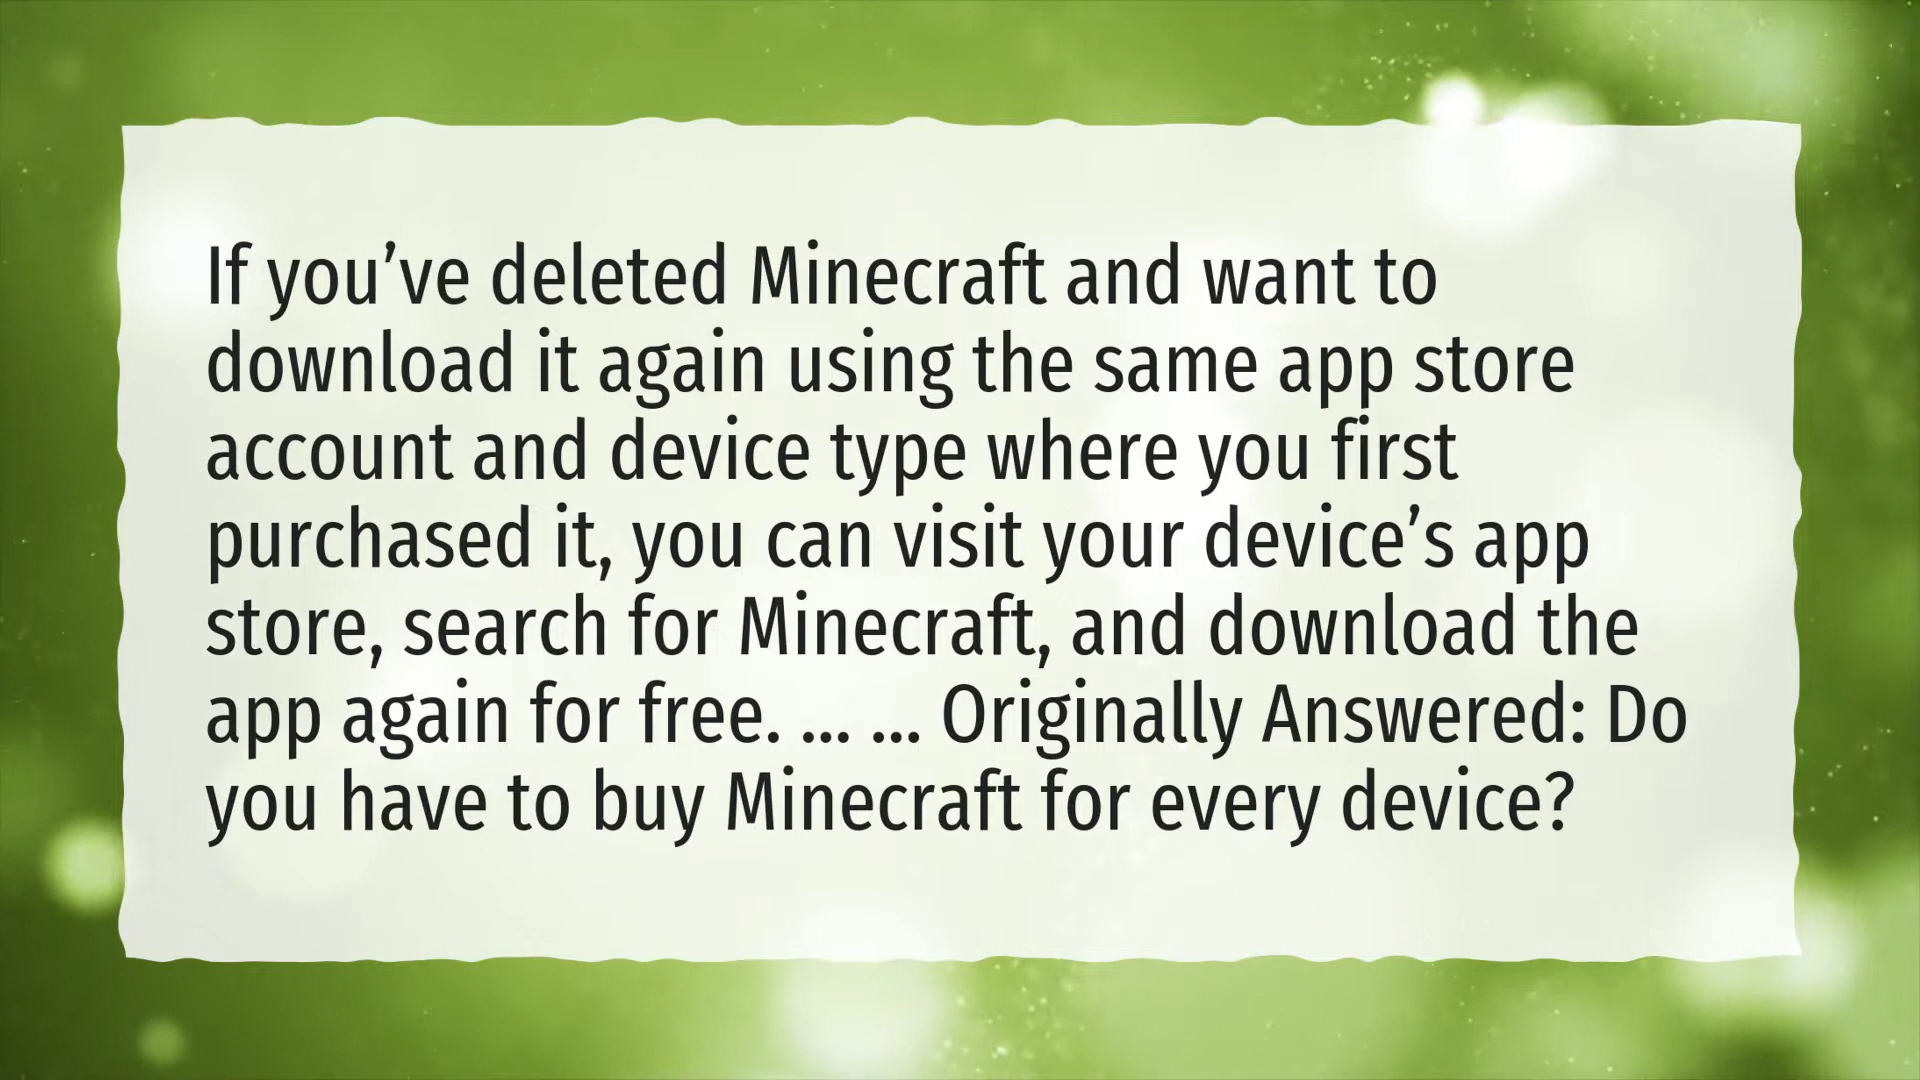 If you’ve deleted Minecraft and want to
download it again using the same app store
account and device type where you first
purchased it, you can visit your device’s app
store, search for Minecraft, and download the
app again for free. ... ... Originally Answered: Do
you have to buy Minecraft for every device?